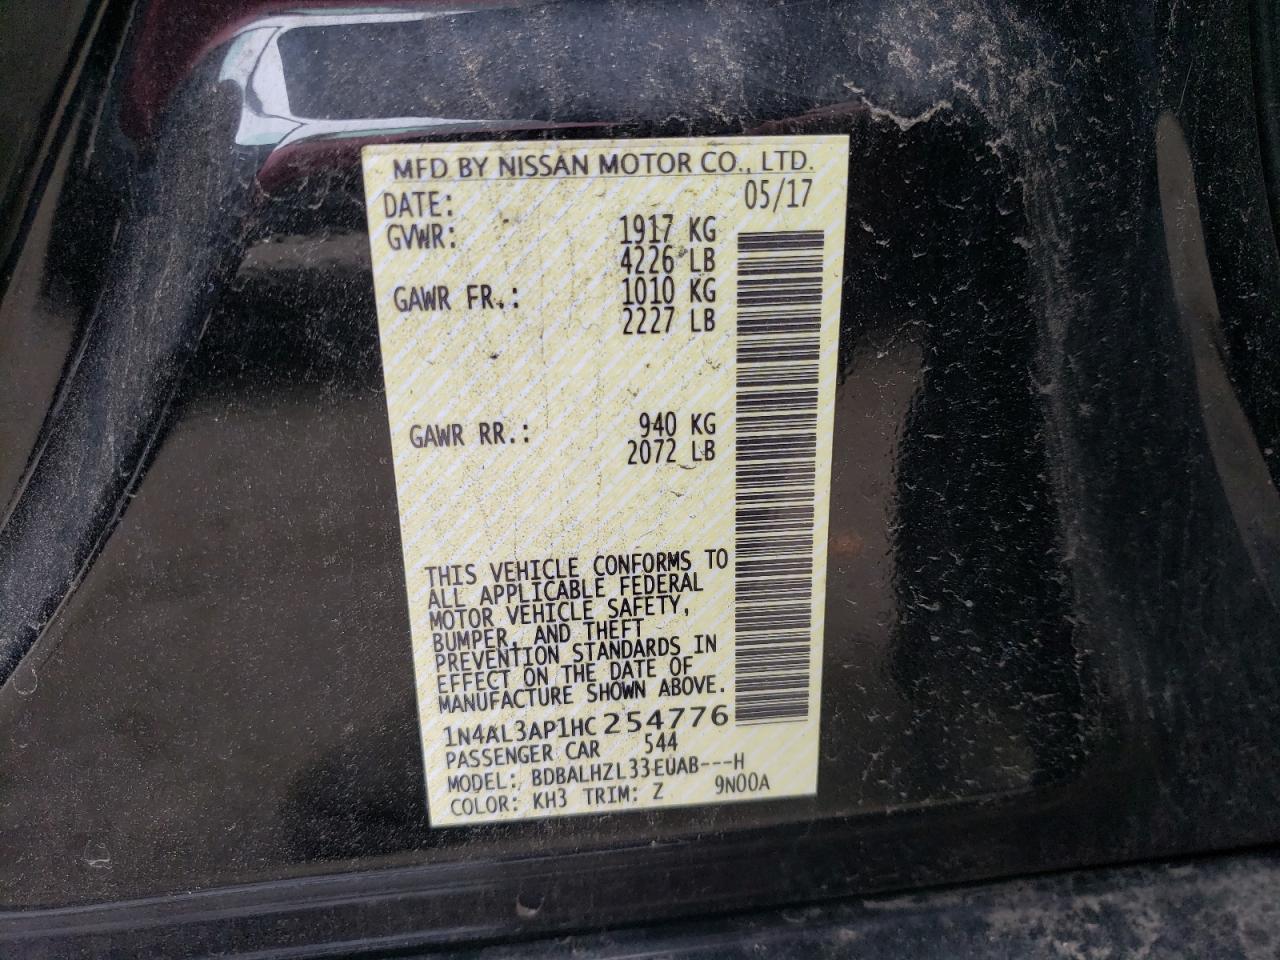 MFD BY NISSAN MOTOR CO., LTD.
DATE: 05/17
GVWR: 1917 KG
4226 LB
GAWR FR.: 1010 KG
2227 LB
GAWR RR.: 940 KG
2072 LB
THIS VEHICLE CONFORMS TO
ALL APPLICABLE FEDERAL
MOTOR VEHICLE SAFETY,
BUMPER, AND THEFT
PREVENTION STANDARDS IN
EFFECT ON THE DATE OF
MANUFACTURE SHOWN ABOVE.
1N4AL3AP1HC254776
PASSENGER CAR 544
MODEL: BDBALHZL33EUAB---H
COLOR: KH3 TRIM: Z 9N00A